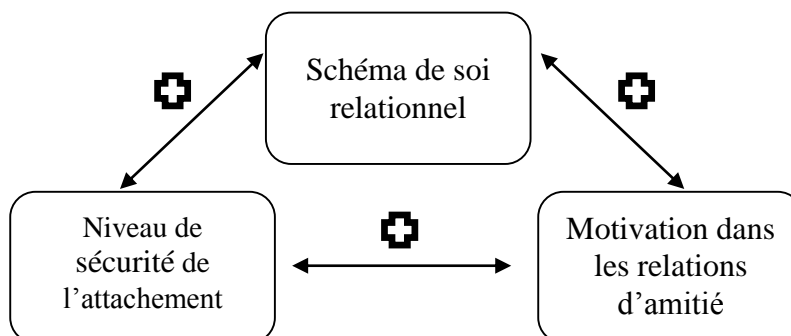 Schéma de soi
relationnel
Niveau de
sécurité de
l’attachement
Motivation dans
les relations
d’amitié